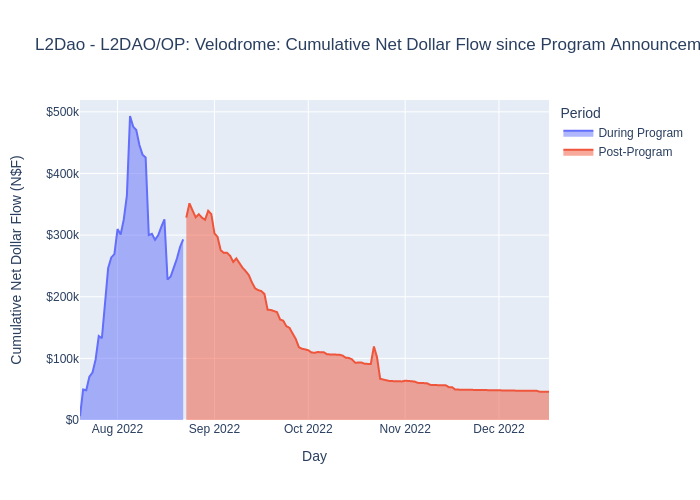 L2Dao - L2DAO/OP: Velodrome: Cumulative Net Dollar Flow since Program Announcem
Period
During Program
Post-Program
Cumulative Net Dollar Flow (N$F)
$500k
$400k
$300k
$200k
$100k
$0
Aug 2022
Sep 2022
Oct 2022
Nov 2022
Dec 2022
Day